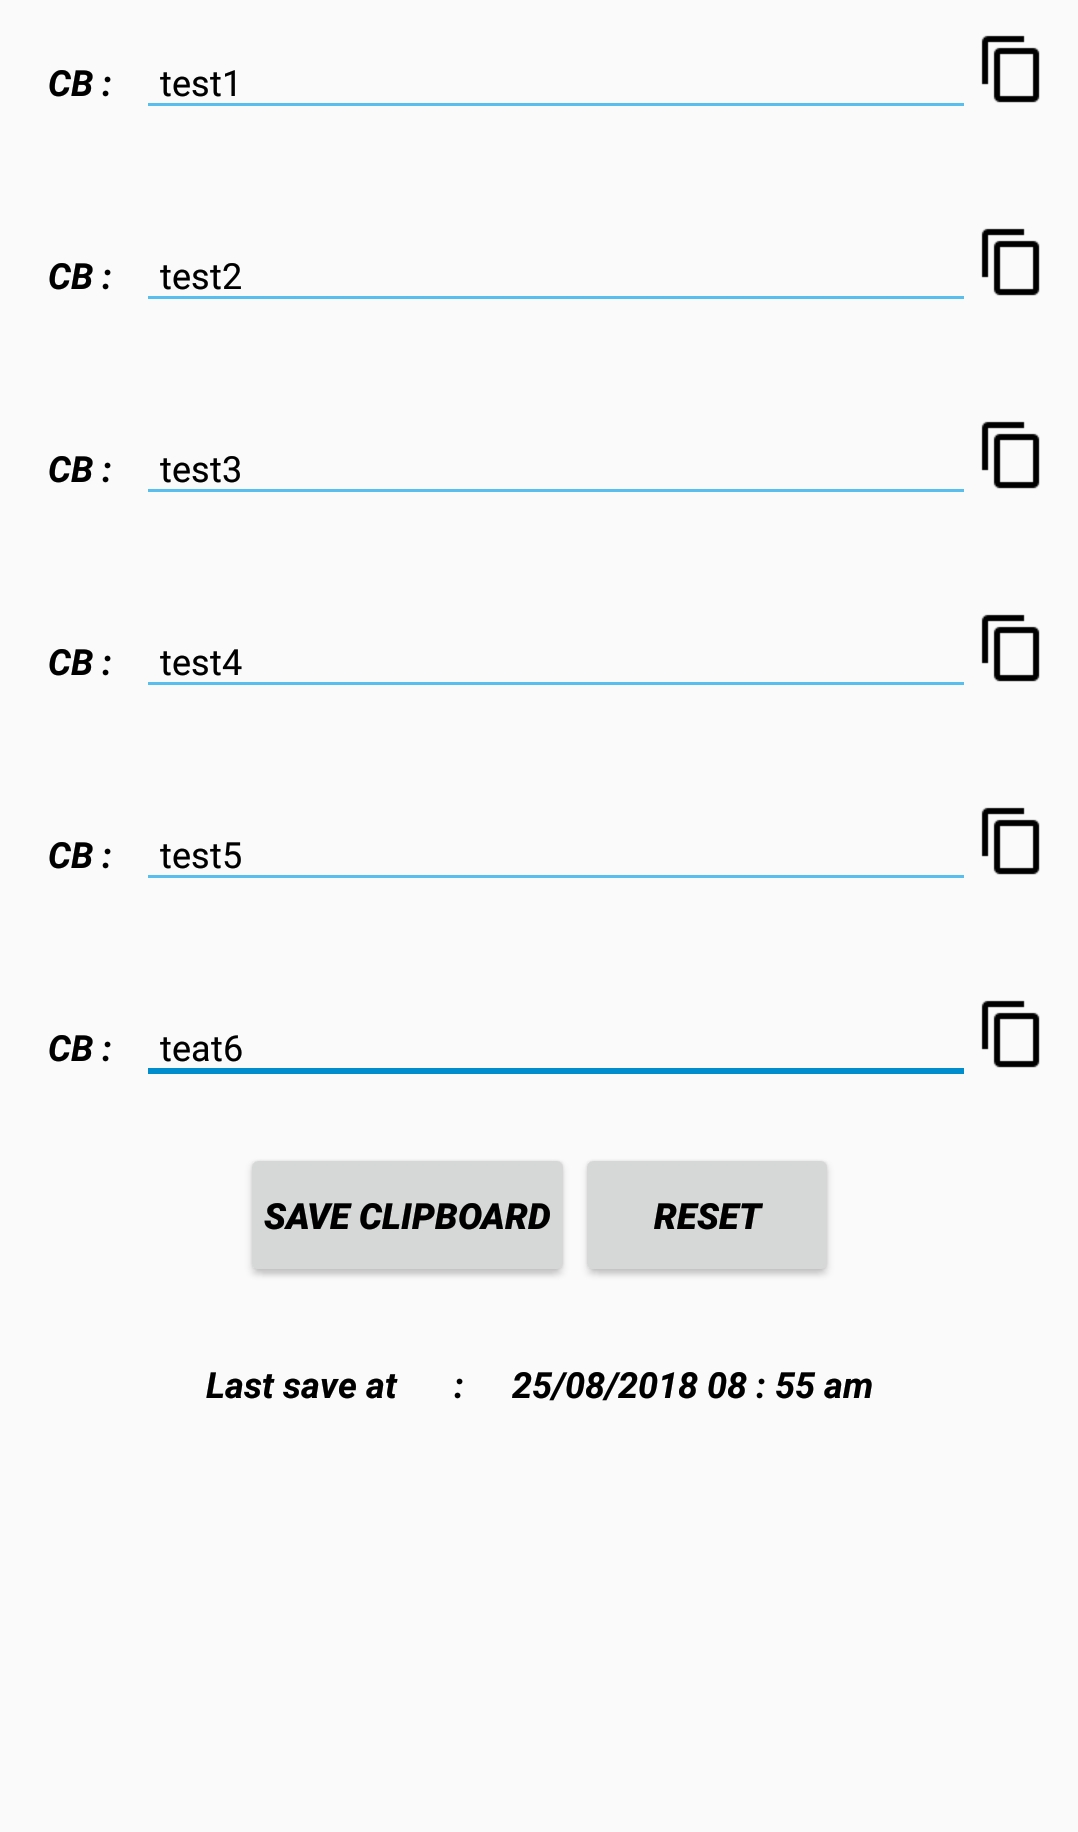 CB : test1
CB : test2
CB : test3
CB : test4
CB : test5
CB : teat6
SAVE CLIPBOARD RESET
Last save at : 25/08/2018 08 : 55 am